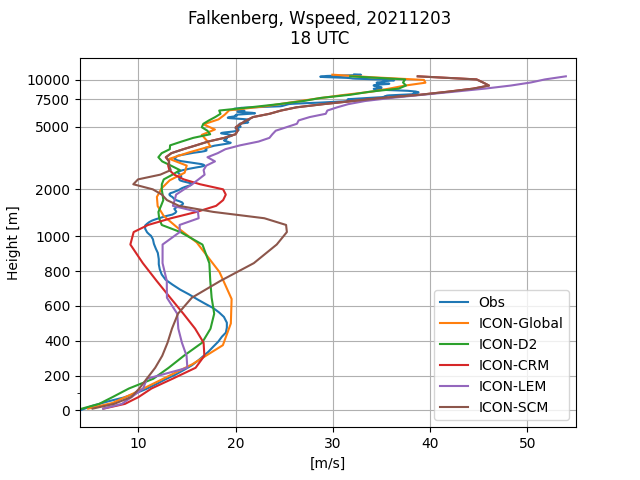 Falkenberg, Wspeed, 20211203
18 UTC
Height [m]
10000
7500
5000
2000
1000
800
600
400
200
0
10
20
30
40
50
[m/s]
Obs
ICON-Global
ICON-D2
ICON-CRM
ICON-LEM
ICON-SCM